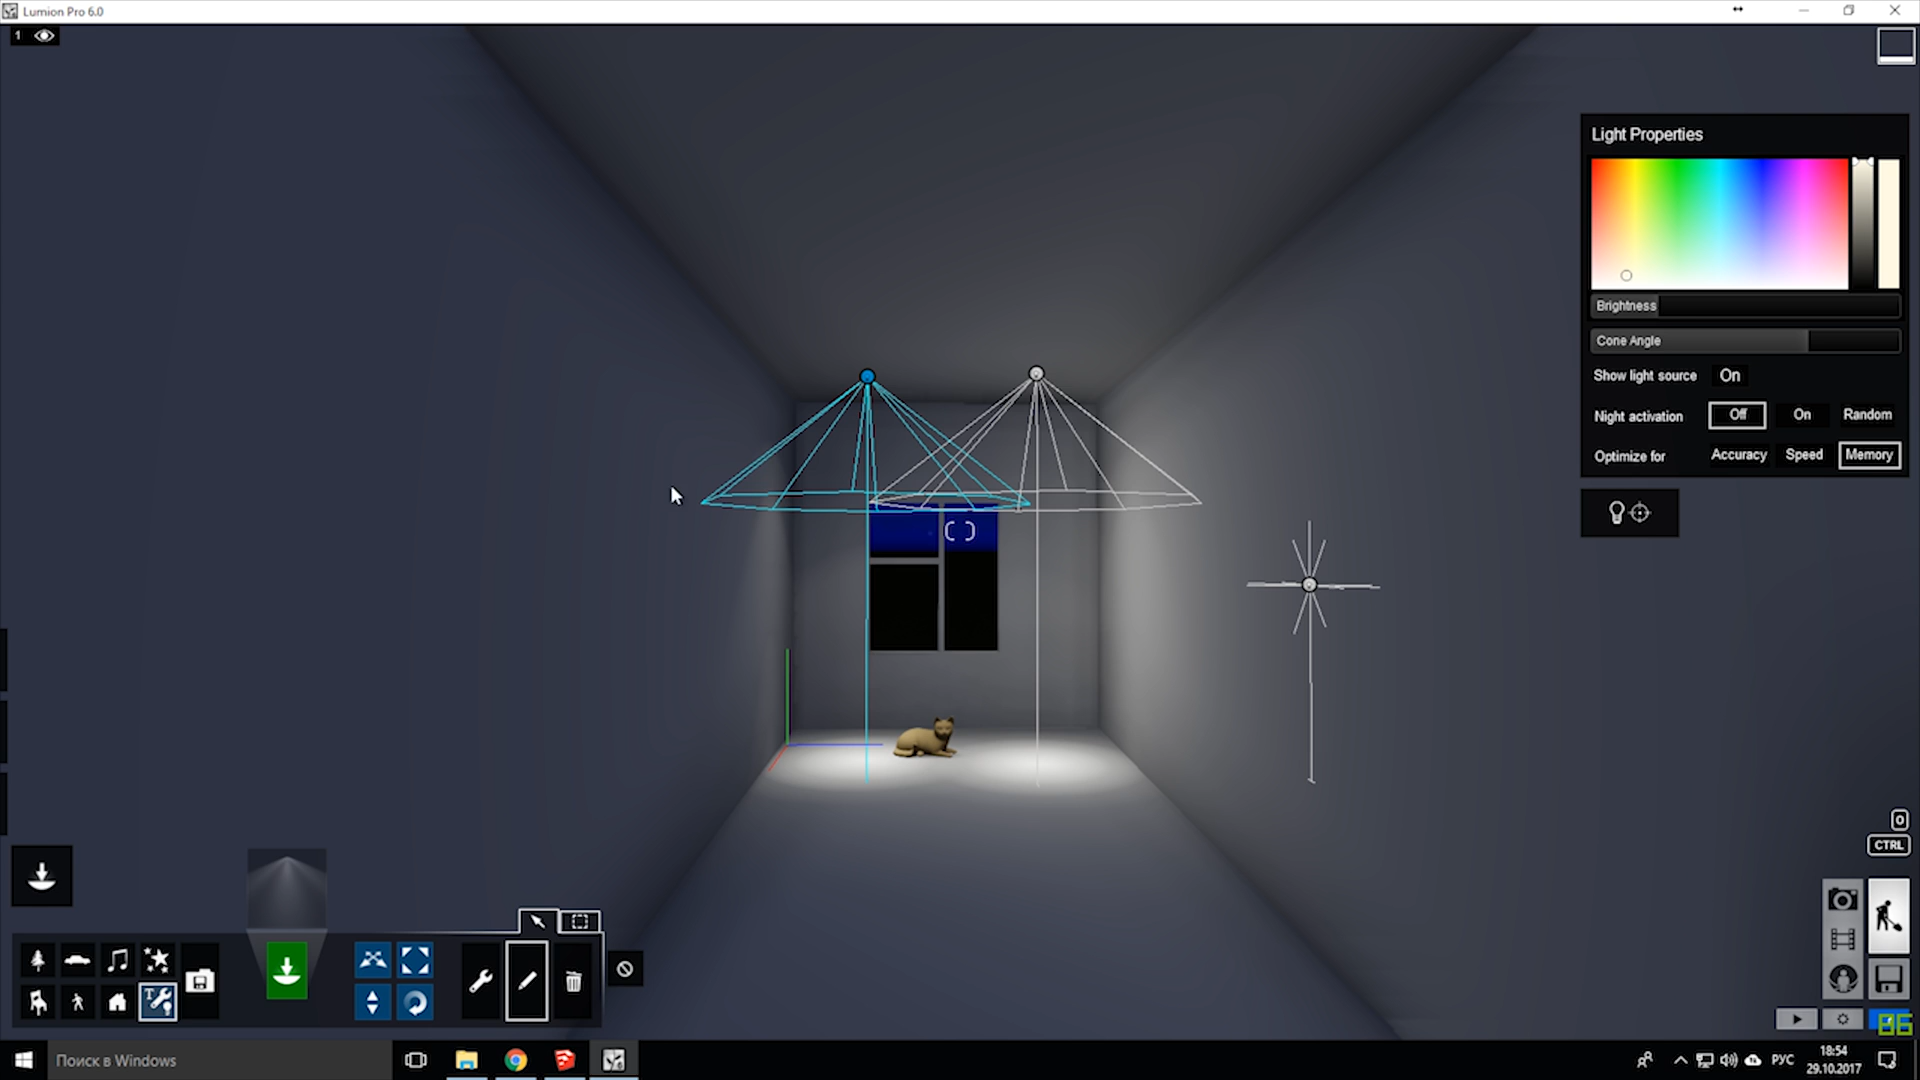 Lumion Pro 6.0
1
Light Properties
Brightness
Cone Angle
Show light source On
Night activation Off On Random
Optimize for Accuracy Speed Memory
O
CTRL
86
Поиск в Windows
РУС
18:54
29.10.2017